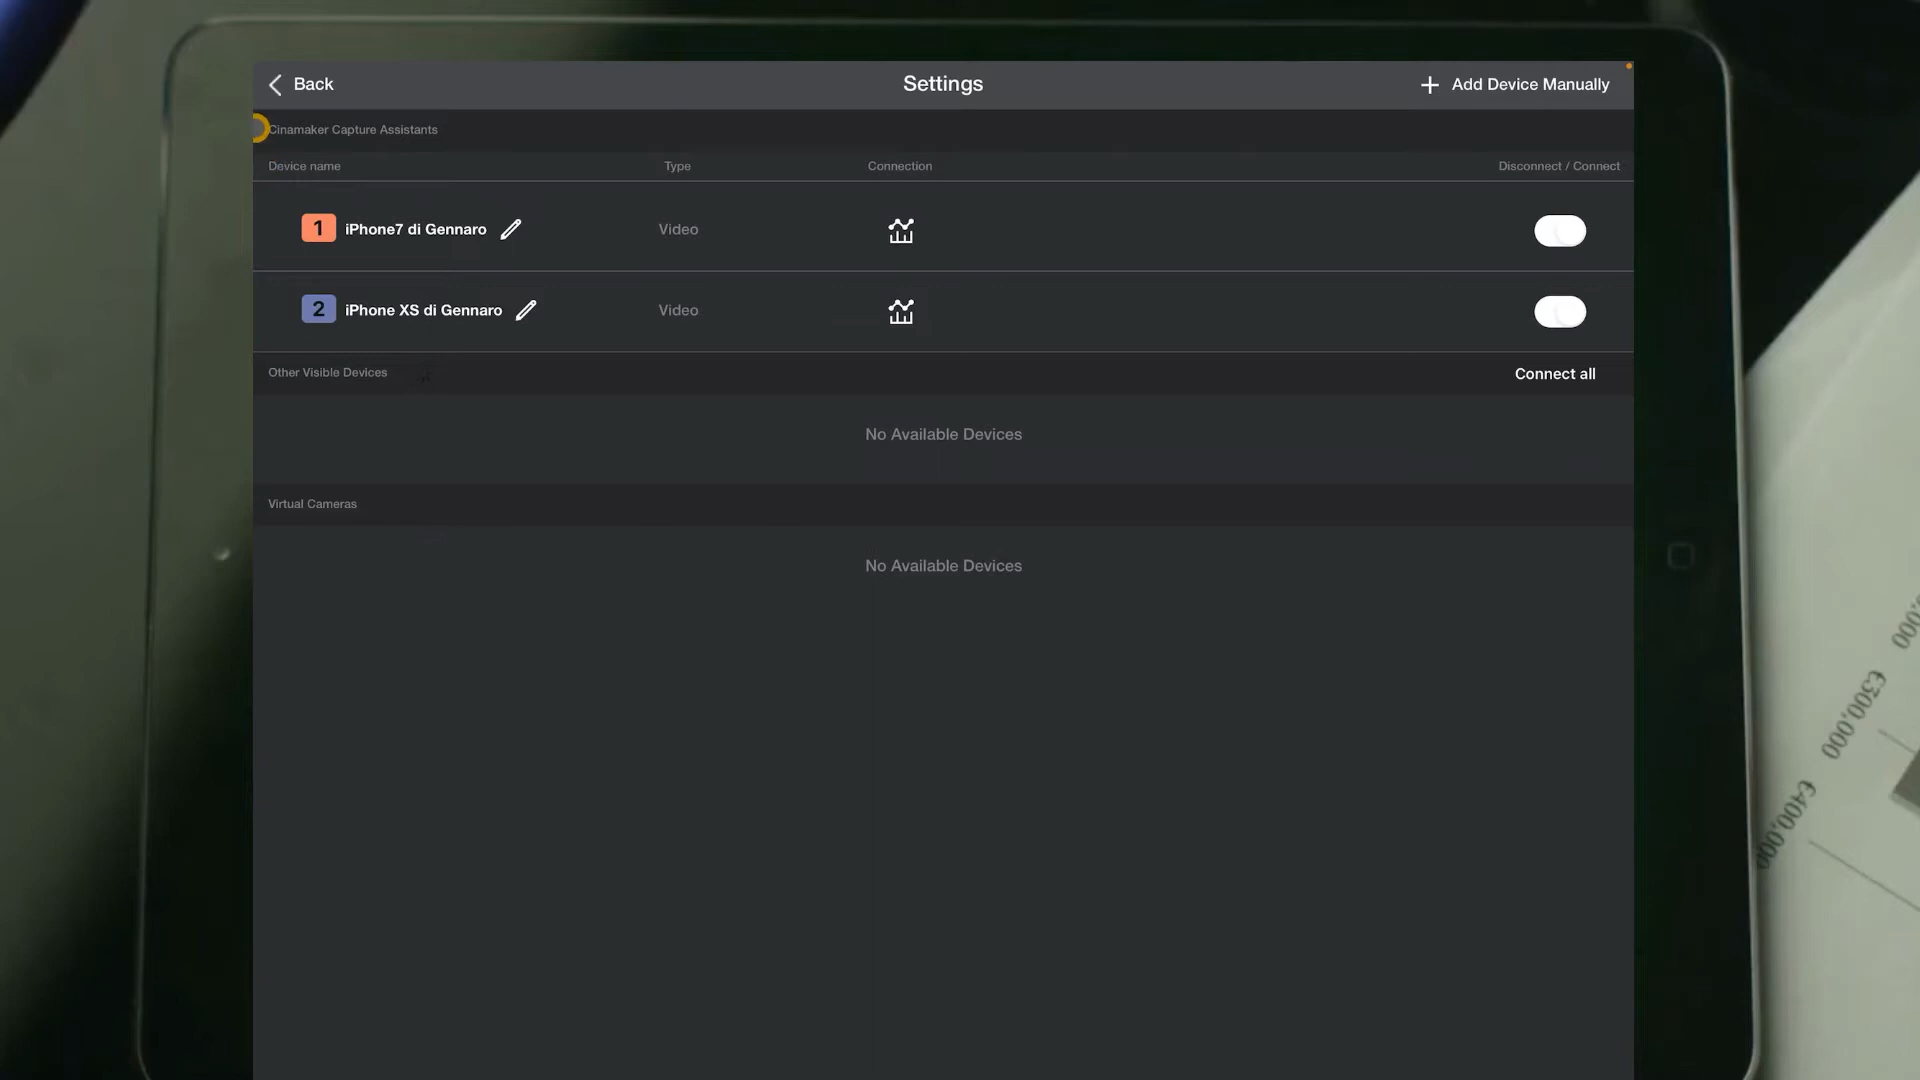 Back
Settings
Add Device Manually
Cinamaker Capture Assistants
Device name Type Connection Disconnect / Connect
1 iPhone7 di Gennaro Video
2 iPhone XS di Gennaro Video
Other Visible Devices Connect all
No Available Devices
Virtual Cameras
No Available Devices
€300,000
€400,000